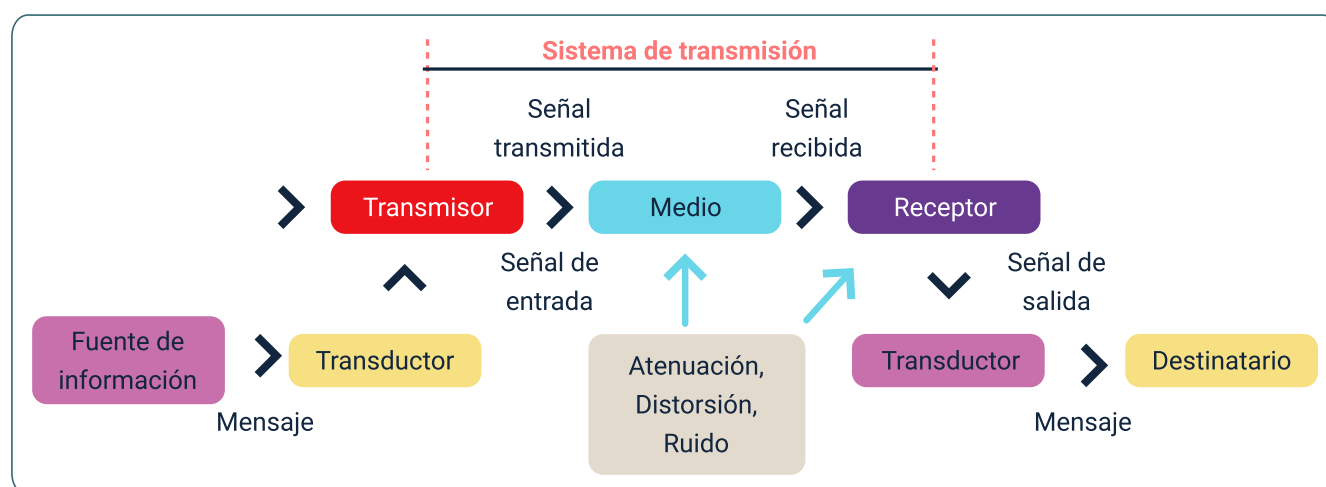 Sistema de transmisión
Señal
transmitida
Señal
recibida
Transmisor
Medio
Receptor
Señal de
entrada
Señal de
salida
Fuente de
información
Transductor
Atenuación,
Distorsión,
Ruido
Transductor
Destinatario
Mensaje
Mensaje